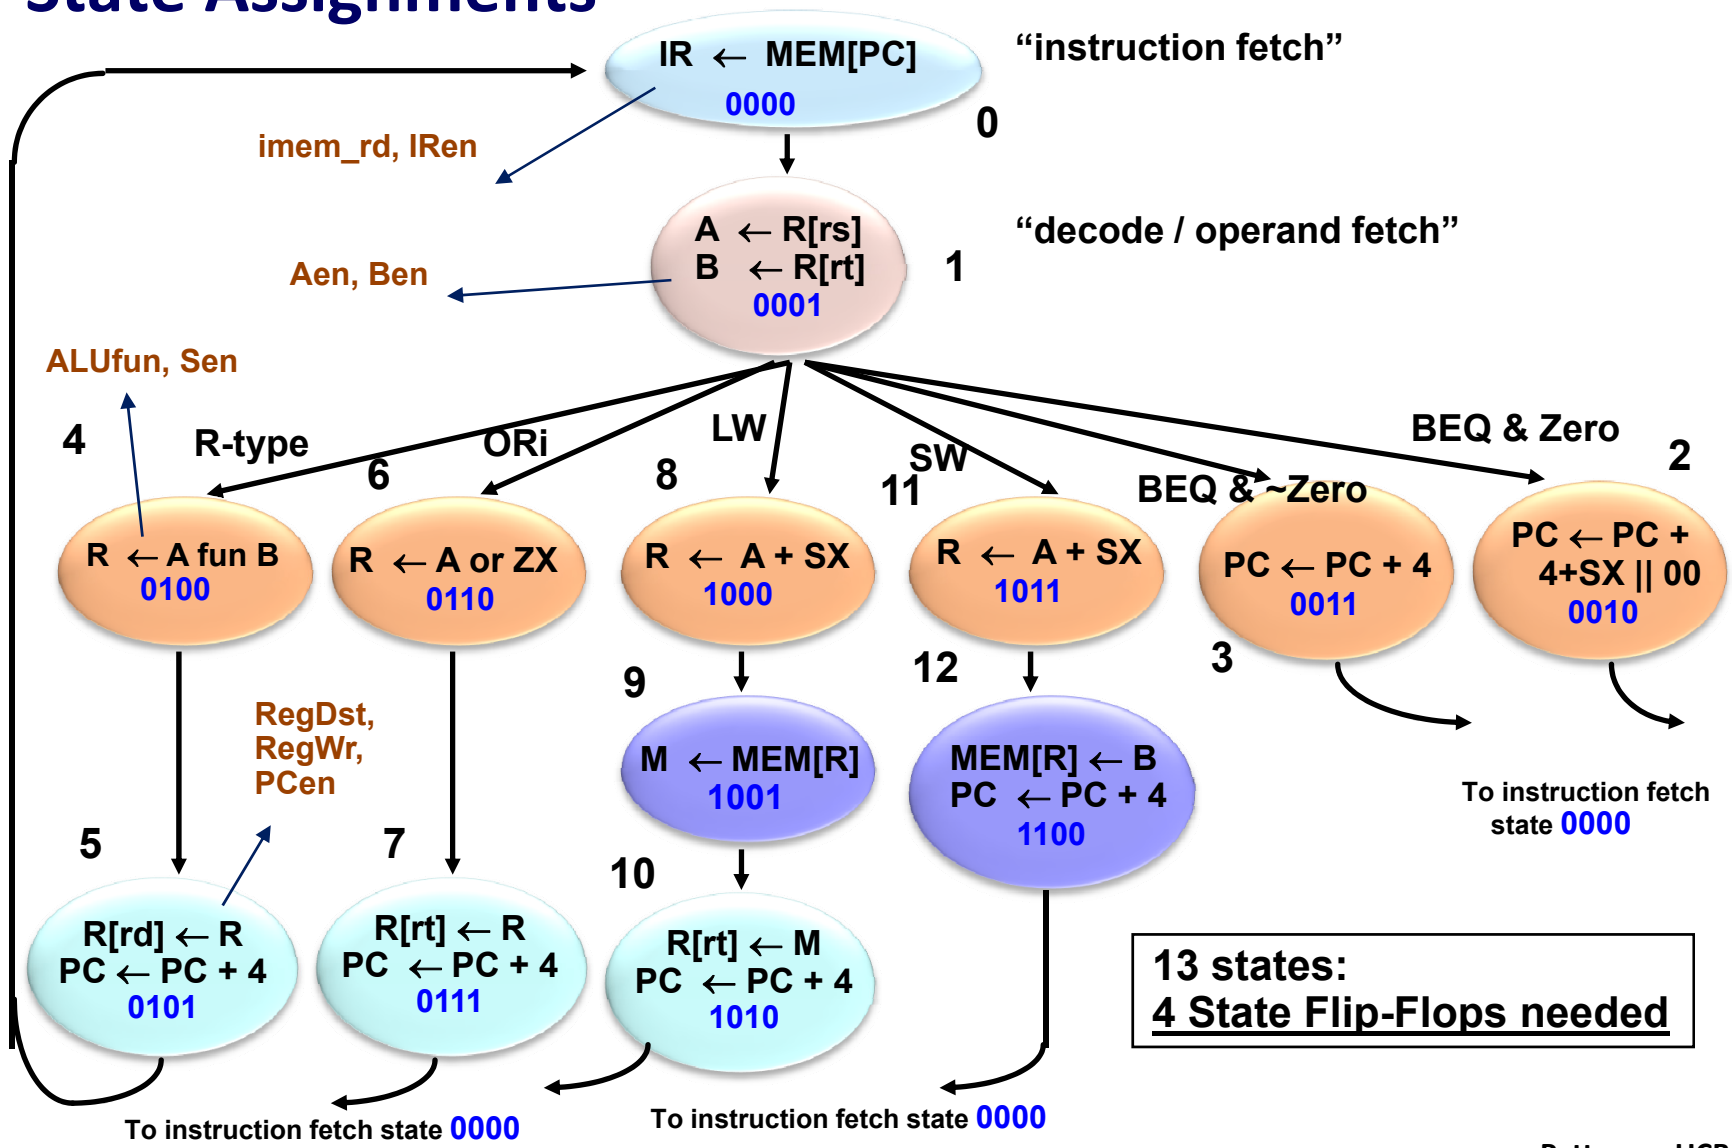 State Assignments
IR ← MEM[PC]
0000
"instruction fetch"
0
imem_rd, IRen
A ← R[rs]
B ← R[rt]
0001
"decode / operand fetch"
1
Aen, Ben
ALUfun, Sen
4
R-type
6
ORi
8
LW
11
SW
BEQ & ~Zero
BEQ & Zero
2
R ← A fun B
0100
R ← A or ZX
0110
R ← A + SX
1000
R ← A + SX
1011
PC ← PC + 4
0011
3
PC ← PC +
4+SX || 00
0010
9
12
RegDst,
RegWr,
PCen
M ← MEM[R]
1001
MEM[R] ← B
PC ← PC + 4
1100
To instruction fetch
state 0000
5
7
10
R[rd] ← R
PC ← PC + 4
0101
R[rt] ← R
PC ← PC + 4
0111
R[rt] ← M
PC ← PC + 4
1010
13 states:
4 State Flip-Flops needed
To instruction fetch state 0000
To instruction fetch state 0000